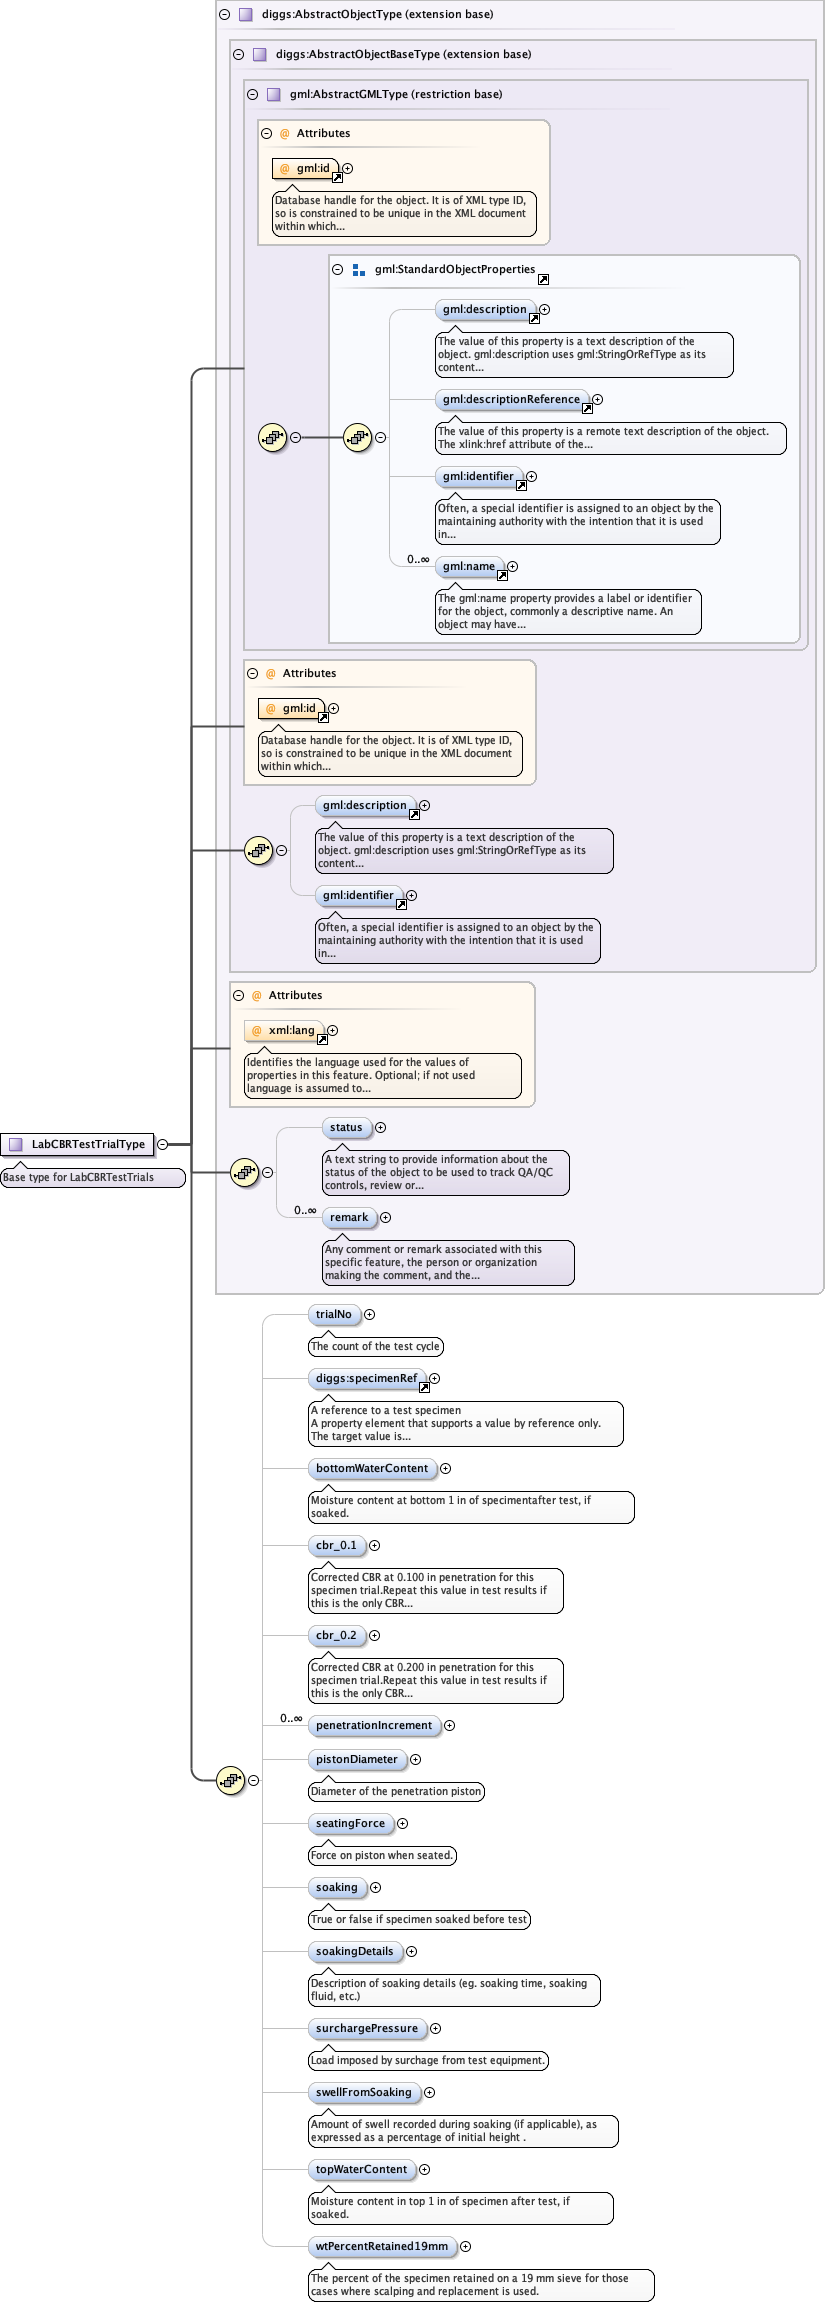 diggs:AbstractObjectType (extension base)
diggs:AbstractObjectBaseType (extension base)
gml:AbstractGMLType (restriction base)
@ Attributes
@ gml:id
Database handle for the object. It is of XML type ID,
so is constrained to be unique in the XML document
within which...
gml:StandardObjectProperties
gml:description
The value of this property is a text description of the
object. gml:description uses gml:StringOrRefType as its
content...
gml:descriptionReference
The value of this property is a remote text description of the object.
The xlink:href attribute of the...
gml:identifier
Often, a special identifier is assigned to an object by the
maintaining authority with the intention that it is used
in...
0..∞
gml:name
The gml:name property provides a label or identifier
for the object, commonly a descriptive name. An
object may have...
@ Attributes
@ gml:id
Database handle for the object. It is of XML type ID,
so is constrained to be unique in the XML document
within which...
gml:description
The value of this property is a text description of the
object. gml:description uses gml:StringOrRefType as its
content...
gml:identifier
Often, a special identifier is assigned to an object by the
maintaining authority with the intention that it is used
in...
@ Attributes
@ xml:lang
Identifies the language used for the values of
properties in this feature. Optional; if not used
language is assumed to...
LabCBRTestTrialType
Base type for LabCBRTestTrials
status
A text string to provide information about the
status of the object to be used to track QA/QC
controls, review or...
0..∞
remark
Any comment or remark associated with this
specific feature, the person or organization
making the comment, and the...
trialNo
The count of the test cycle
diggs:specimenRef
A reference to a test specimen
A property element that supports a value by reference only.
The target value is...
bottomWaterContent
Moisture content at bottom 1 in of specimentafter test, if
soaked.
cbr_0.1
Corrected CBR at 0.100 in penetration for this
specimen trial.Repeat this value in test results if
this is the only CBR...
cbr_0.2
Corrected CBR at 0.200 in penetration for this
specimen trial.Repeat this value in test results if
this is the only CBR...
0..∞
penetrationIncrement
pistonDiameter
Diameter of the penetration piston
seatingForce
Force on piston when seated.
soaking
True or false if specimen soaked before test
soakingDetails
Description of soaking details (eg. soaking time, soaking
fluid, etc.)
surchargePressure
Load imposed by surchage from test equipment.
swellFromSoaking
Amount of swell recorded during soaking (if applicable), as
expressed as a percentage of initial height .
topWaterContent
Moisture content in top 1 in of specimen after test, if
soaked.
wtPercentRetained19mm
The percent of the specimen retained on a 19 mm sieve for those
cases where scalping and replacement is used.